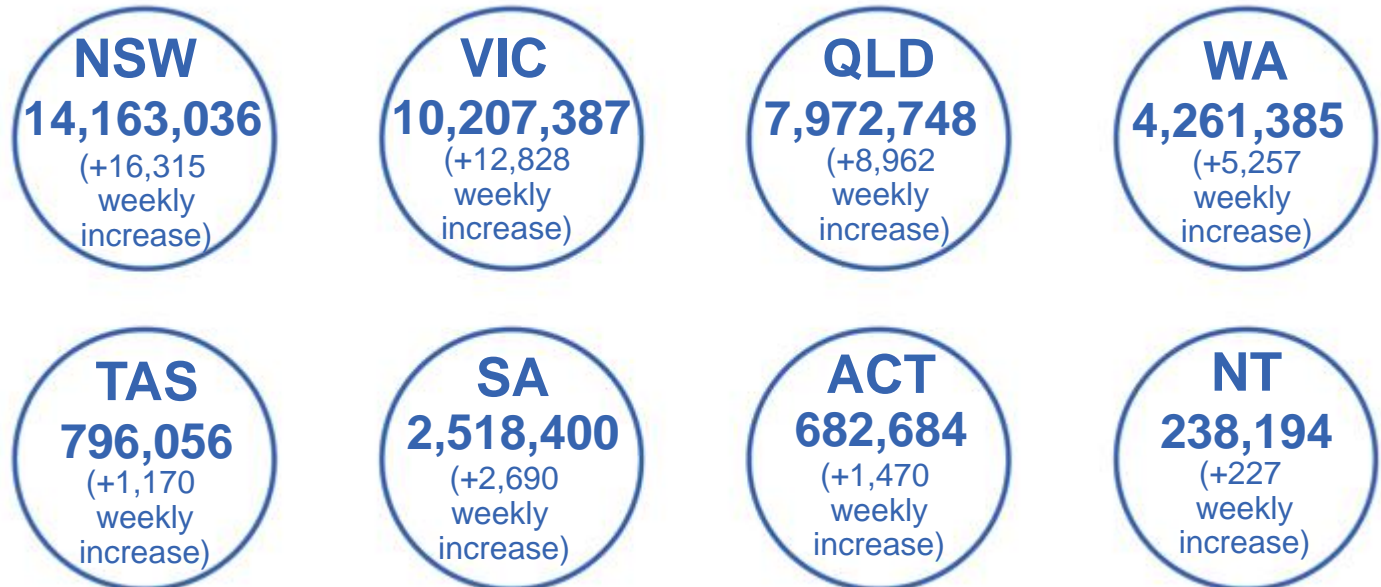 NSW
14,163,036
(+16,315
weekly
increase)
VIC
10,207,387
(+12,828
weekly
increase)
QLD
7,972,748
(+8,962
weekly
increase)
WA
4,261,385
(+5,257
weekly
increase)
TAS
796,056
(+1,170
weekly
increase)
SA
2,518,400
(+2,690
weekly
increase)
ACT
682,684
(+1,470
weekly
increase)
NT
238,194
(+227
weekly
increase)